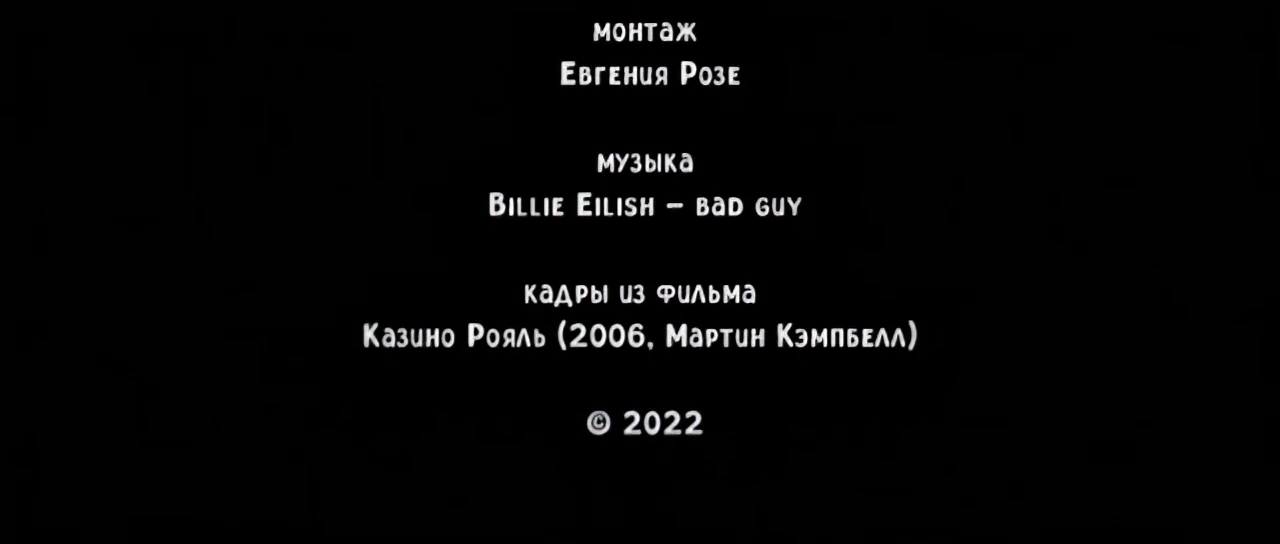 монтаж
Евгения Розе
музыка
Billie Eilish – bad guy
кадры из фильма
Казино Рояль (2006, Мартин Кэмпбелл)
© 2022